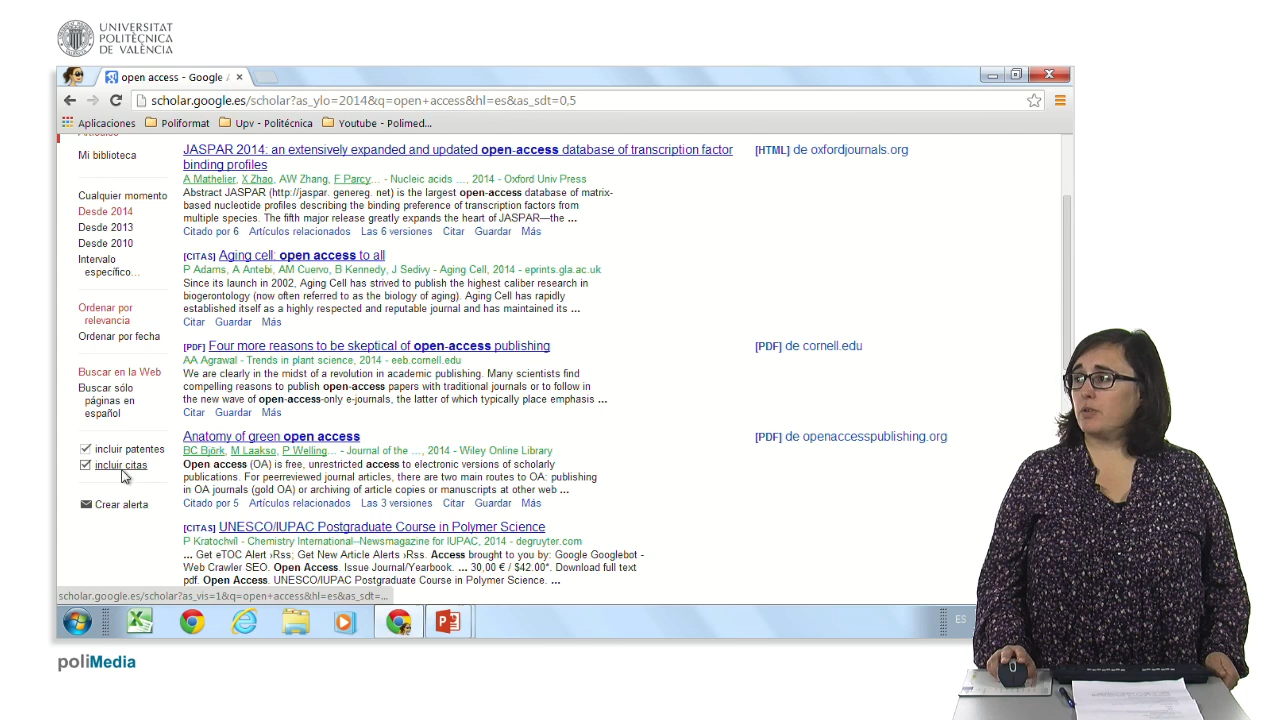 UNIVERSITAT
POLITÈCNICA
DE VALÈNCIA
open access - Google
scholar.google.es/scholar?as_ylo=2014&q=open+access&hl=es&as_sdt=0,5
Aplicaciones Poliformat Upv - Politécnica Youtube - Polimed...
Mi biblioteca
Cualquier momento
Desde 2014
Desde 2013
Desde 2010
Intervalo
específico...
Ordenar por
relevancia
Ordenar por fecha
Buscar en la Web
Buscar sólo
páginas en
español
incluir patentes
incluir citas
Crear alerta
JASPAR 2014: an extensively expanded and updated open-access database of transcription factor
binding profiles
A Mathelier, X Zhao, AW Zhang, F Parcy... - Nucleic acids ..., 2014 - Oxford Univ Press
Abstract JASPAR (http://jaspar. genereg. net) is the largest open-access database of matrix-
based nucleotide profiles describing the binding preference of transcription factors from
multiple species. The fifth major release greatly expands the heart of JASPAR—the ...
Citado por 6 Artículos relacionados Las 6 versiones Citar Guardar Más
[HTML] de oxfordjournals.org
[CITAS] Aging cell: open access to all
P Adams, A Antebi, AM Cuervo, B Kennedy, J Sedivy - Aging Cell, 2014 - eprints.gla.ac.uk
Since its launch in 2002, Aging Cell has strived to publish the highest caliber research in
biogerontology (now often referred to as the biology of aging). Aging Cell has rapidly
established itself as a highly respected and reputable journal and has maintained its ...
Citar Guardar Más
[PDF] Four more reasons to be skeptical of open-access publishing
AA Agrawal - Trends in plant science, 2014 - eeb.cornell.edu
We are clearly in the midst of a revolution in academic publishing. Many scientists find
compelling reasons to publish open-access papers with traditional journals or to follow in
the new wave of open-access-only e-journals, the latter of which typically place emphasis ...
Citar Guardar Más
[PDF] de cornell.edu
Anatomy of green open access
BC Björk, M Laakso, P Welling... - Journal of the ..., 2014 - Wiley Online Library
Open access (OA) is free, unrestricted access to electronic versions of scholarly
publications. For peerreviewed journal articles, there are two main routes to OA: publishing
in OA journals (gold OA) or archiving of article copies or manuscripts at other web ...
Citado por 5 Artículos relacionados Las 3 versiones Citar Guardar Más
[PDF] de openaccesspublishing.org
[CITAS] UNESCO/IUPAC Postgraduate Course in Polymer Science
P Kratochvíl - Chemistry International--Newsmagazine for IUPAC, 2014 - degruyter.com
... Get eTOC Alert ›Rss; Get New Article Alerts ›Rss. Access brought to you by: Google Googlebot -
Web Crawler SEO. Open Access. Issue Journal/Yearbook. ... 30,00 € / $42.00*. Download full text
pdf. Open Access. UNESCO/IUPAC Postgraduate Course in Polymer Science. ...
scholar.google.es/scholar?as_vis=1&q=open+access&hl=es&as_sdt=...
ES
poliMedia